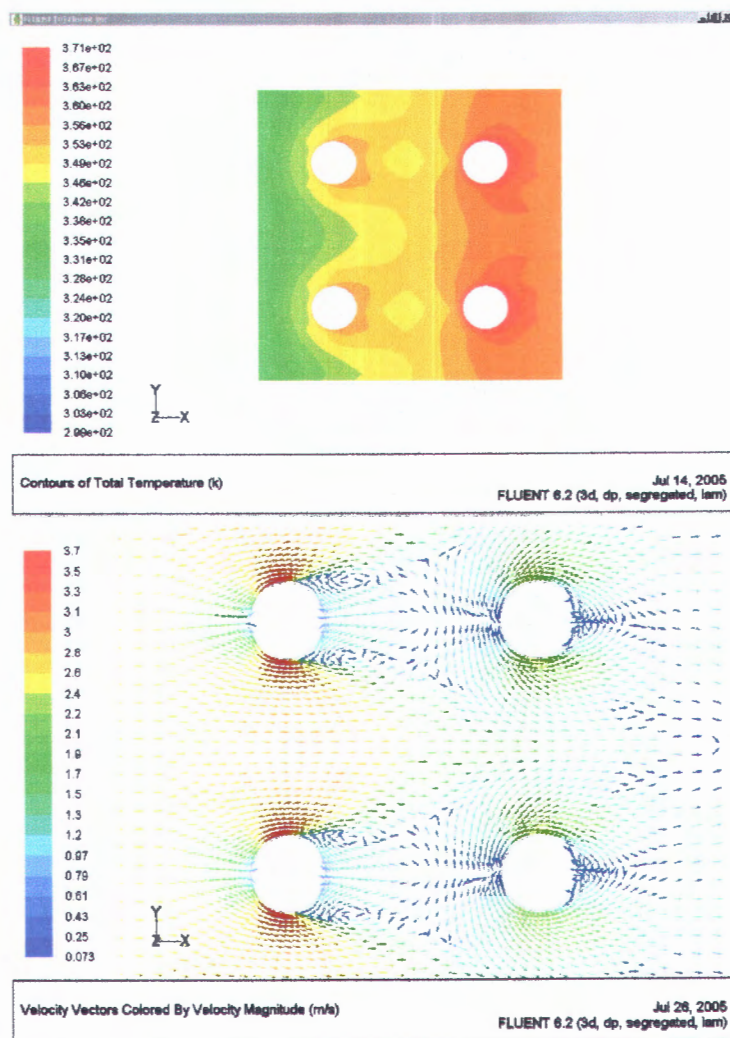 3.71e+02
3.67e+02
3.63e+02
3.60e+02
3.56e+02
3.53e+02
3.49e+02
3.46e+02
3.42e+02
3.38e+02
3.35e+02
3.31e+02
3.28e+02
3.24e+02
3.20e+02
3.17e+02
3.13e+02
3.10e+02
3.06e+02
3.03e+02
2.99e+02
Y
Z X
Contours of Total Temperature (k)
Jul 14, 2005
FLUENT 6.2 (3d, dp, segregated, lam)
3.7
3.5
3.3
3.1
3
2.8
2.6
2.4
2.2
2.1
1.9
1.7
1.5
1.3
1.2
0.97
0.79
0.61
0.43
0.25
0.073
Y
Z X
Velocity Vectors Colored By Velocity Magnitude (m/s)
Jul 26, 2005
FLUENT 6.2 (3d, dp, segregated, lam)